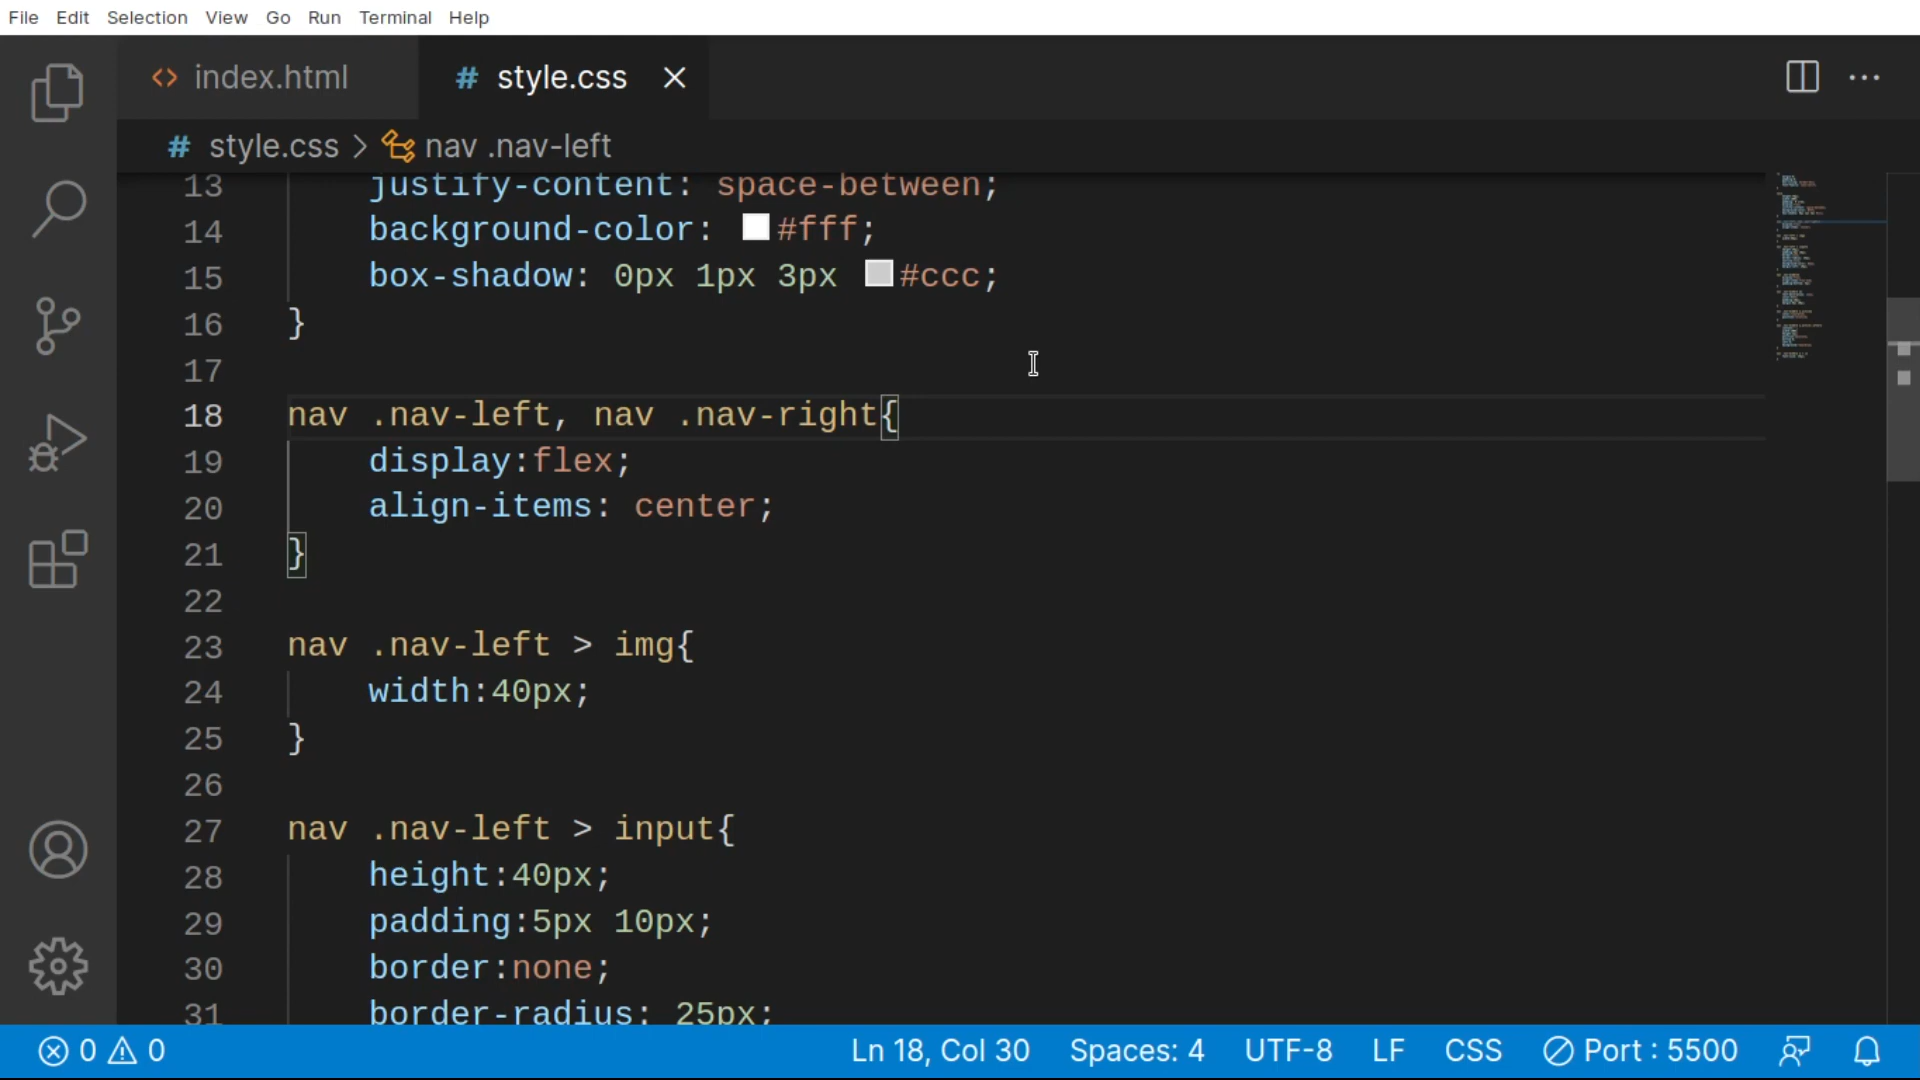 File Edit Selection View Go Run Terminal Help
index.html style.css
style.css > nav .nav-left
13 justify-content: space-between;
14 background-color: #fff;
15 box-shadow: 0px 1px 3px #ccc;
16 }
17
18 nav .nav-left, nav .nav-right{
19 display:flex;
20 align-items: center;
21 }
22
23 nav .nav-left > img{
24 width:40px;
25 }
26
27 nav .nav-left > input{
28 height:40px;
29 padding:5px 10px;
30 border:none;
31 border-radius: 25px;
0 0 Ln 18, Col 30 Spaces: 4 UTF-8 LF CSS Port : 5500